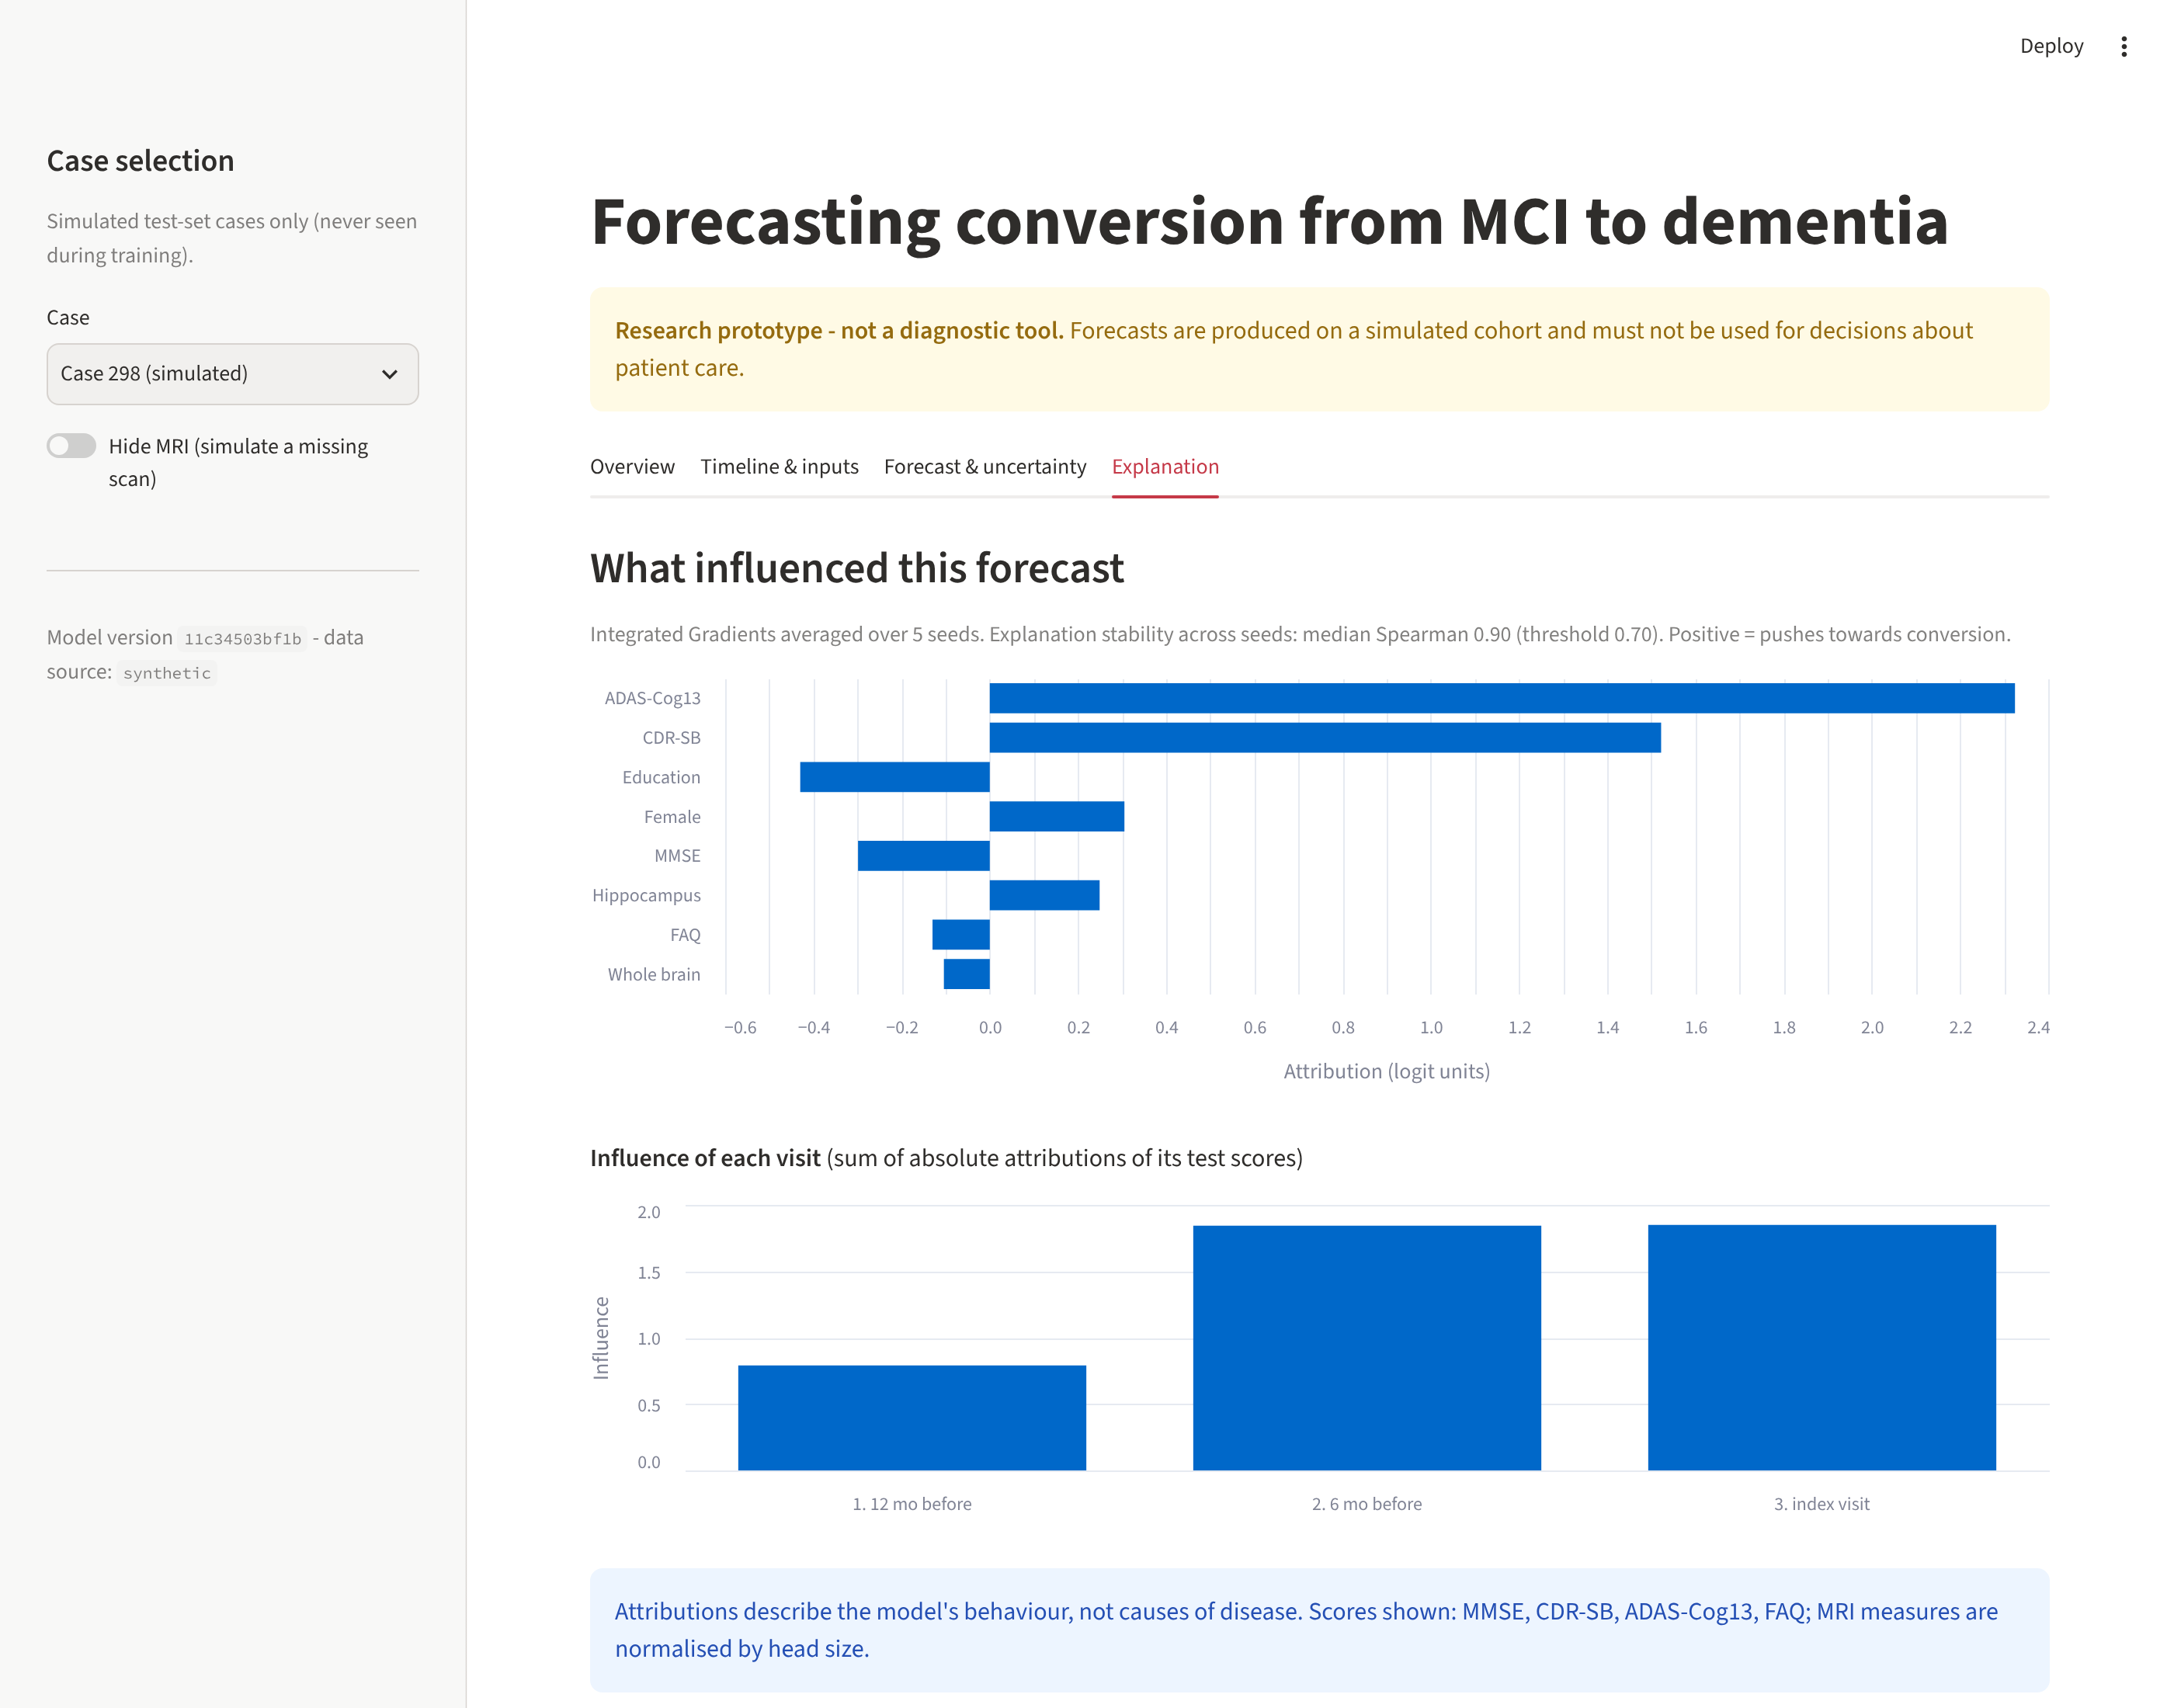 Deploy
Case selection
Simulated test-set cases only (never seen
during training).
Case
Case 298 (simulated)
Hide MRI (simulate a missing
scan)
Model version 11c34503bf1b - data
source: synthetic
Forecasting conversion from MCI to dementia
Research prototype - not a diagnostic tool. Forecasts are produced on a simulated cohort and must not be used for decisions about
patient care.
Overview Timeline & inputs Forecast & uncertainty Explanation
What influenced this forecast
Integrated Gradients averaged over 5 seeds. Explanation stability across seeds: median Spearman 0.90 (threshold 0.70). Positive = pushes towards conversion.
ADAS-Cog13
CDR-SB
Education
Female
MMSE
Hippocampus
FAQ
Whole brain
−0.6 −0.4 −0.2 0.0 0.2 0.4 0.6 0.8 1.0 1.2 1.4 1.6 1.8 2.0 2.2 2.4
Attribution (logit units)
Influence of each visit (sum of absolute attributions of its test scores)
2.0
1.5
1.0
0.5
0.0
Influence
1. 12 mo before 2. 6 mo before 3. index visit
Attributions describe the model's behaviour, not causes of disease. Scores shown: MMSE, CDR-SB, ADAS-Cog13, FAQ; MRI measures are
normalised by head size.